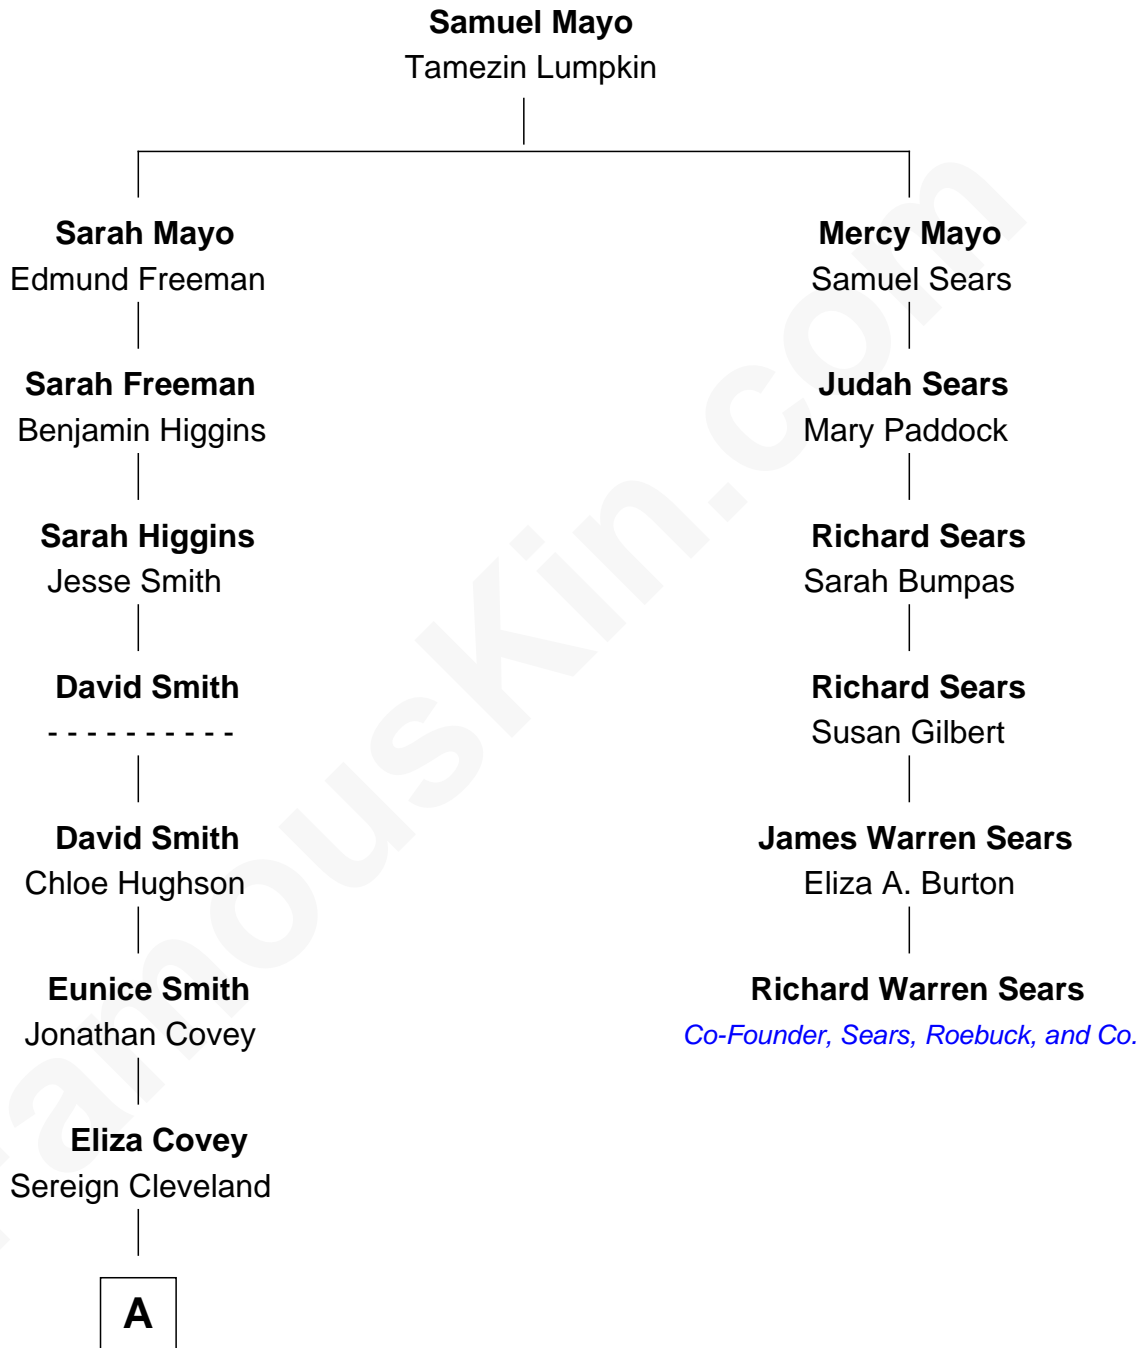 Samuel Mayo
Tamezin Lumpkin
Sarah Mayo
Edmund Freeman
Mercy Mayo
Samuel Sears
Sarah Freeman
Benjamin Higgins
Judah Sears
Mary Paddock
Sarah Higgins
Jesse Smith
Richard Sears
Sarah Bumpas
David Smith
- - - - - - - - - -
Richard Sears
Susan Gilbert
David Smith
Chloe Hughson
James Warren Sears
Eliza A. Burton
Eunice Smith
Jonathan Covey
Richard Warren Sears
Co-Founder, Sears, Roebuck, and Co.
Eliza Covey
Sereign Cleveland
A
FamousKin.com